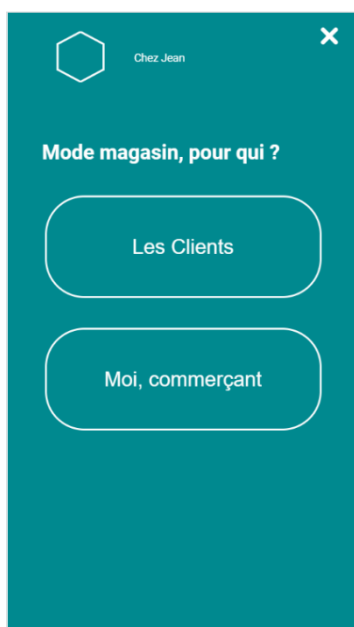 Chez Jean
Mode magasin, pour qui ?
Les Clients
Moi, commerçant